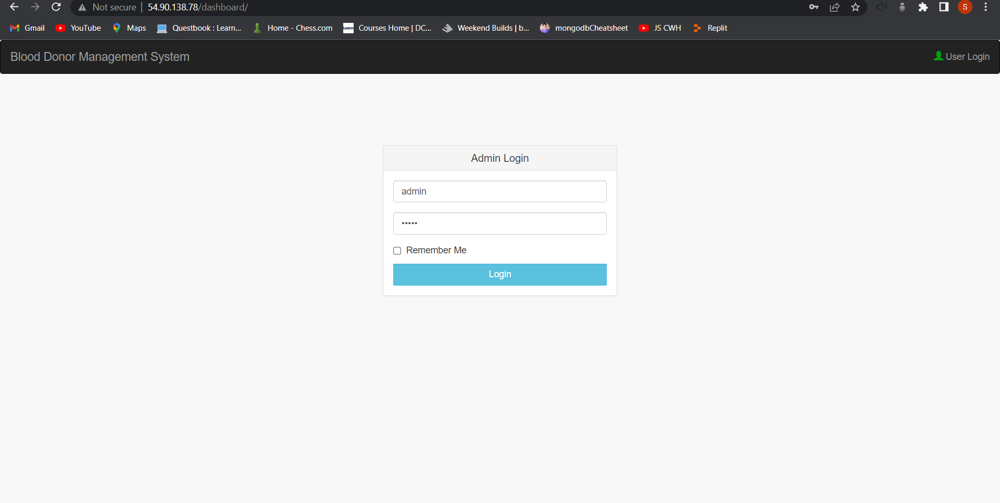 Not secure | 54.90.138.78/dashboard/ S
Gmail YouTube Maps Questbook : Learn... Home - Chess.com Learn Courses Home | DC... Weekend Builds | b... mongodbCheatsheet JS CWH Replit
Blood Donor Management System User Login
Admin Login
admin
•••••
Remember Me
Login